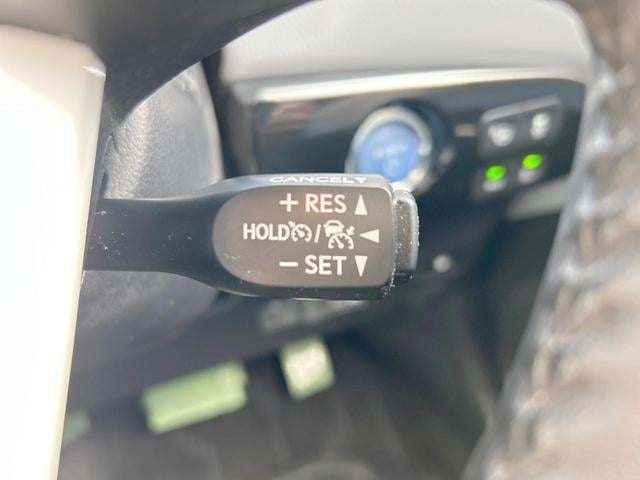 CANCEL▼
+ RES ▲
HOLD / ◀
− SET ▼